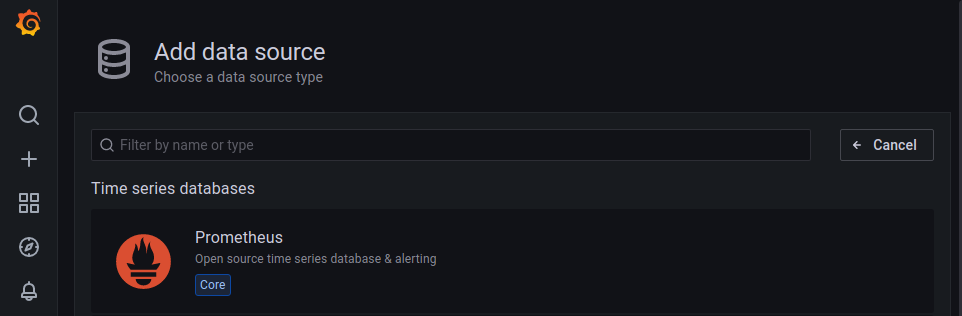 Add data source
Choose a data source type
Filter by name or type
Cancel
Time series databases
Prometheus
Open source time series database & alerting
Core